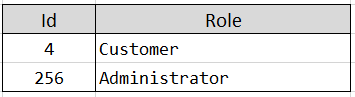 Id Role
4 Customer
256 Administrator